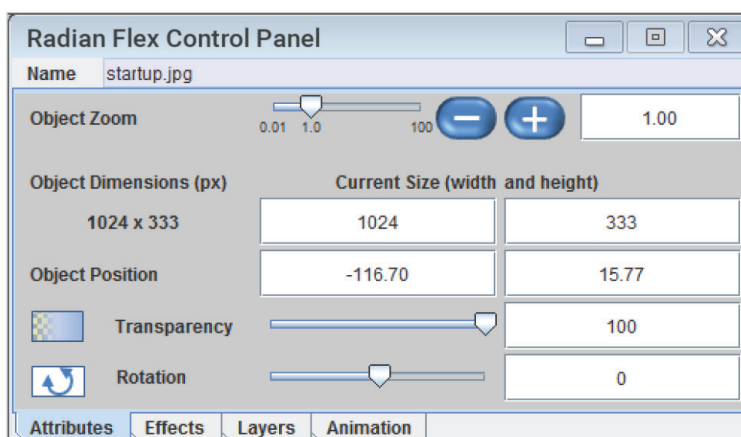 Radian Flex Control Panel
Name startup.jpg
Object Zoom 0.01 1.0 100 1.00
Object Dimensions (px) Current Size (width and height)
1024 x 333 1024 333
Object Position -116.70 15.77
Transparency 100
Rotation 0
Attributes Effects Layers Animation